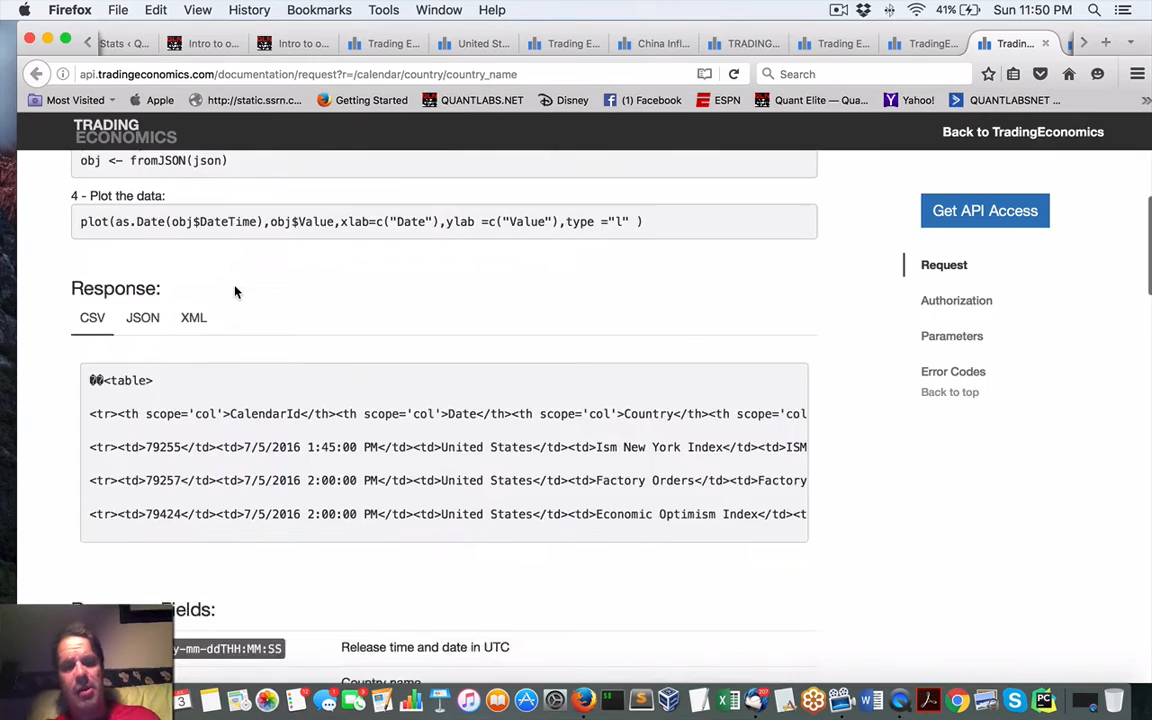 Firefox File Edit View History Bookmarks Tools Window Help 41% Sun 11:50 PM
Stats ‹ Q... Intro to o... Intro to o... Trading E... United St... Trading E... China Infl... TRADING... Trading E... TradingE... Tradin...
api.tradingeconomics.com/documentation/request?r=/calendar/country/country_name Search
Most Visited Apple http://static.ssrn.c... Getting Started QUANTLABS.NET Disney (1) Facebook ESPN Quant Elite — Qua... Yahoo! QUANTLABSNET ...
TRADING
ECONOMICS
Back to TradingEconomics
obj <- fromJSON(json)
4 - Plot the data:
plot(as.Date(obj$DateTime),obj$Value,xlab=c("Date"),ylab =c("Value"),type ="l" )
Get API Access
Request
Authorization
Parameters
Error Codes
Back to top
Response:
CSV JSON XML
��<table>
<tr><th scope='col'>CalendarId</th><th scope='col'>Date</th><th scope='col'>Country</th><th scope='col
<tr><td>79255</td><td>7/5/2016 1:45:00 PM</td><td>United States</td><td>Ism New York Index</td><td>ISM
<tr><td>79257</td><td>7/5/2016 2:00:00 PM</td><td>United States</td><td>Factory Orders</td><td>Factory
<tr><td>79424</td><td>7/5/2016 2:00:00 PM</td><td>United States</td><td>Economic Optimism Index</td><t
Fields:
y-mm-ddTHH:MM:SS Release time and date in UTC
Country name